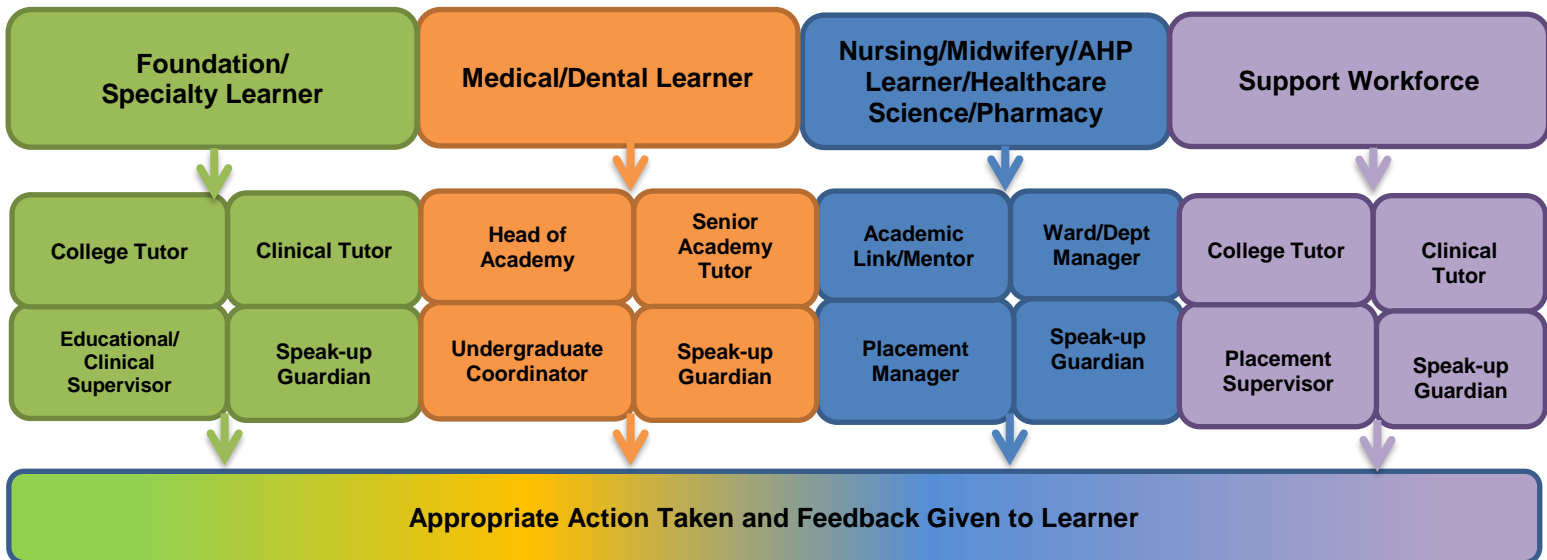 Foundation/
Specialty Learner
Medical/Dental Learner
Nursing/Midwifery/AHP
Learner/Healthcare
Science/Pharmacy
Support Workforce
College Tutor
Clinical Tutor
Educational/
Clinical
Supervisor
Speak-up
Guardian
Head of
Academy
Senior
Academy
Tutor
Undergraduate
Coordinator
Speak-up
Guardian
Academic
Link/Mentor
Ward/Dept
Manager
Placement
Manager
Speak-up
Guardian
College Tutor
Clinical
Tutor
Placement
Supervisor
Speak-up
Guardian
Appropriate Action Taken and Feedback Given to Learner